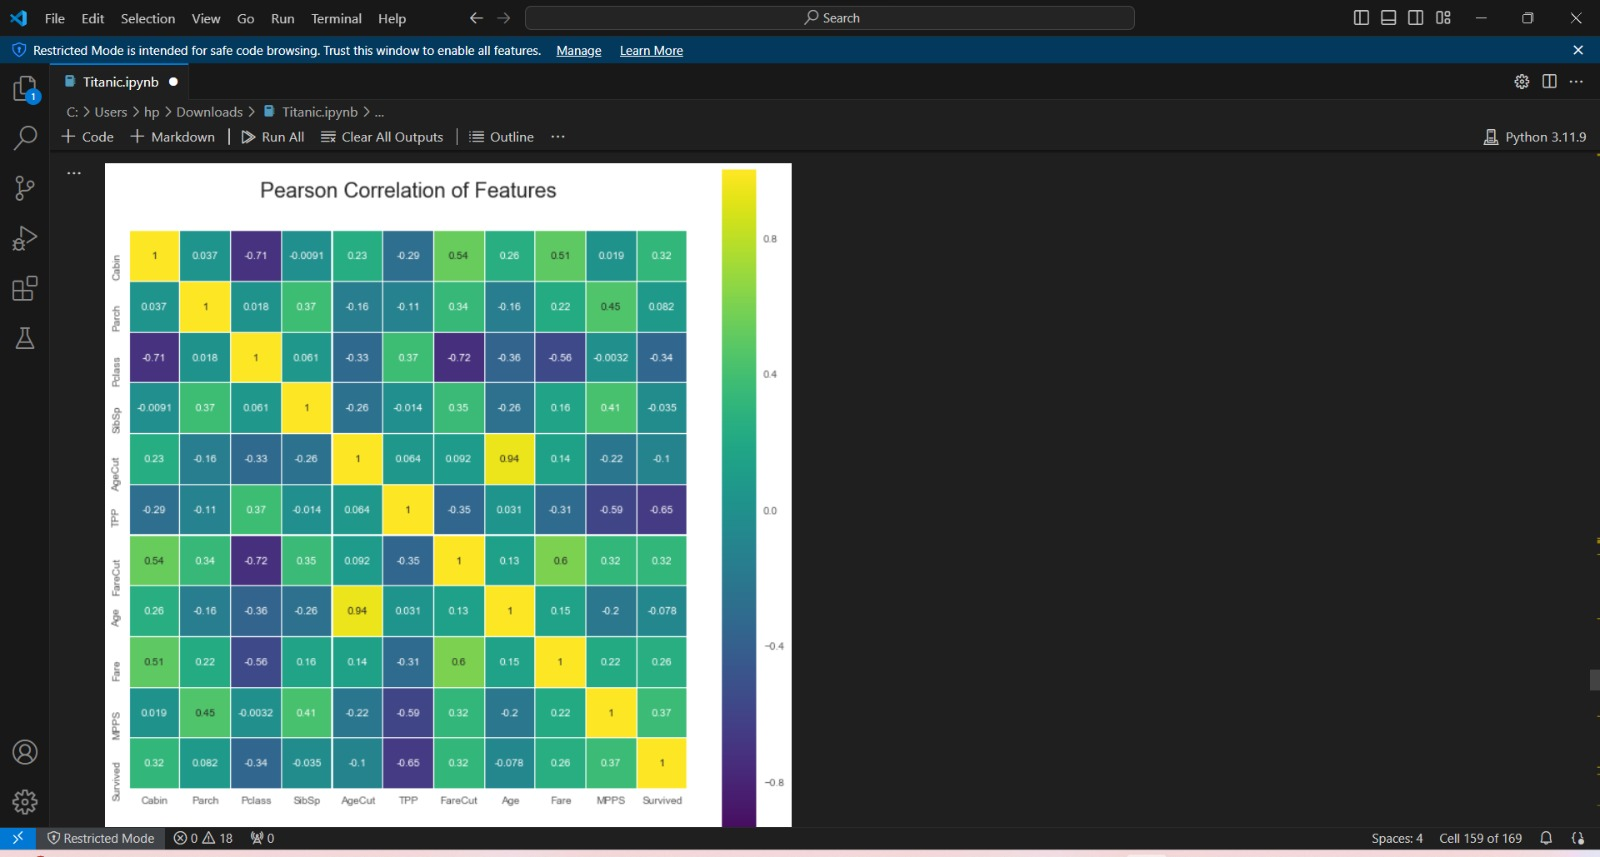 File Edit Selection View Go Run Terminal Help Search
Restricted Mode is intended for safe code browsing. Trust this window to enable all features. Manage Learn More
Titanic.ipynb
C: > Users > hp > Downloads > Titanic.ipynb > ...
+ Code + Markdown Run All Clear All Outputs Outline ...
Python 3.11.9
Pearson Correlation of Features
Cabin 1 0.037 -0.71 -0.0091 0.23 -0.29 0.54 0.26 0.51 0.019 0.32
Parch 0.037 1 0.018 0.37 -0.16 -0.11 0.34 -0.16 0.22 0.45 0.082
Pclass -0.71 0.018 1 0.061 -0.33 0.37 -0.72 -0.36 -0.56 -0.0032 -0.34
SibSp -0.0091 0.37 0.061 1 -0.26 -0.014 0.35 -0.26 0.16 0.41 -0.035
AgeCut 0.23 -0.16 -0.33 -0.26 1 0.064 0.092 0.94 0.14 -0.22 -0.1
TPP -0.29 -0.11 0.37 -0.014 0.064 1 -0.35 0.031 -0.31 -0.59 -0.65
FareCut 0.54 0.34 -0.72 0.35 0.092 -0.35 1 0.13 0.6 0.32 0.32
Age 0.26 -0.16 -0.36 -0.26 0.94 0.031 0.13 1 0.15 -0.2 -0.078
Fare 0.51 0.22 -0.56 0.16 0.14 -0.31 0.6 0.15 1 0.22 0.26
MPPS 0.019 0.45 -0.0032 0.41 -0.22 -0.59 0.32 -0.2 0.22 1 0.37
Survived 0.32 0.082 -0.34 -0.035 -0.1 -0.65 0.32 -0.078 0.26 0.37 1
Cabin Parch Pclass SibSp AgeCut TPP FareCut Age Fare MPPS Survived
0.8
0.4
0.0
-0.4
-0.8
1
Restricted Mode 0 18 0
Spaces: 4 Cell 159 of 169